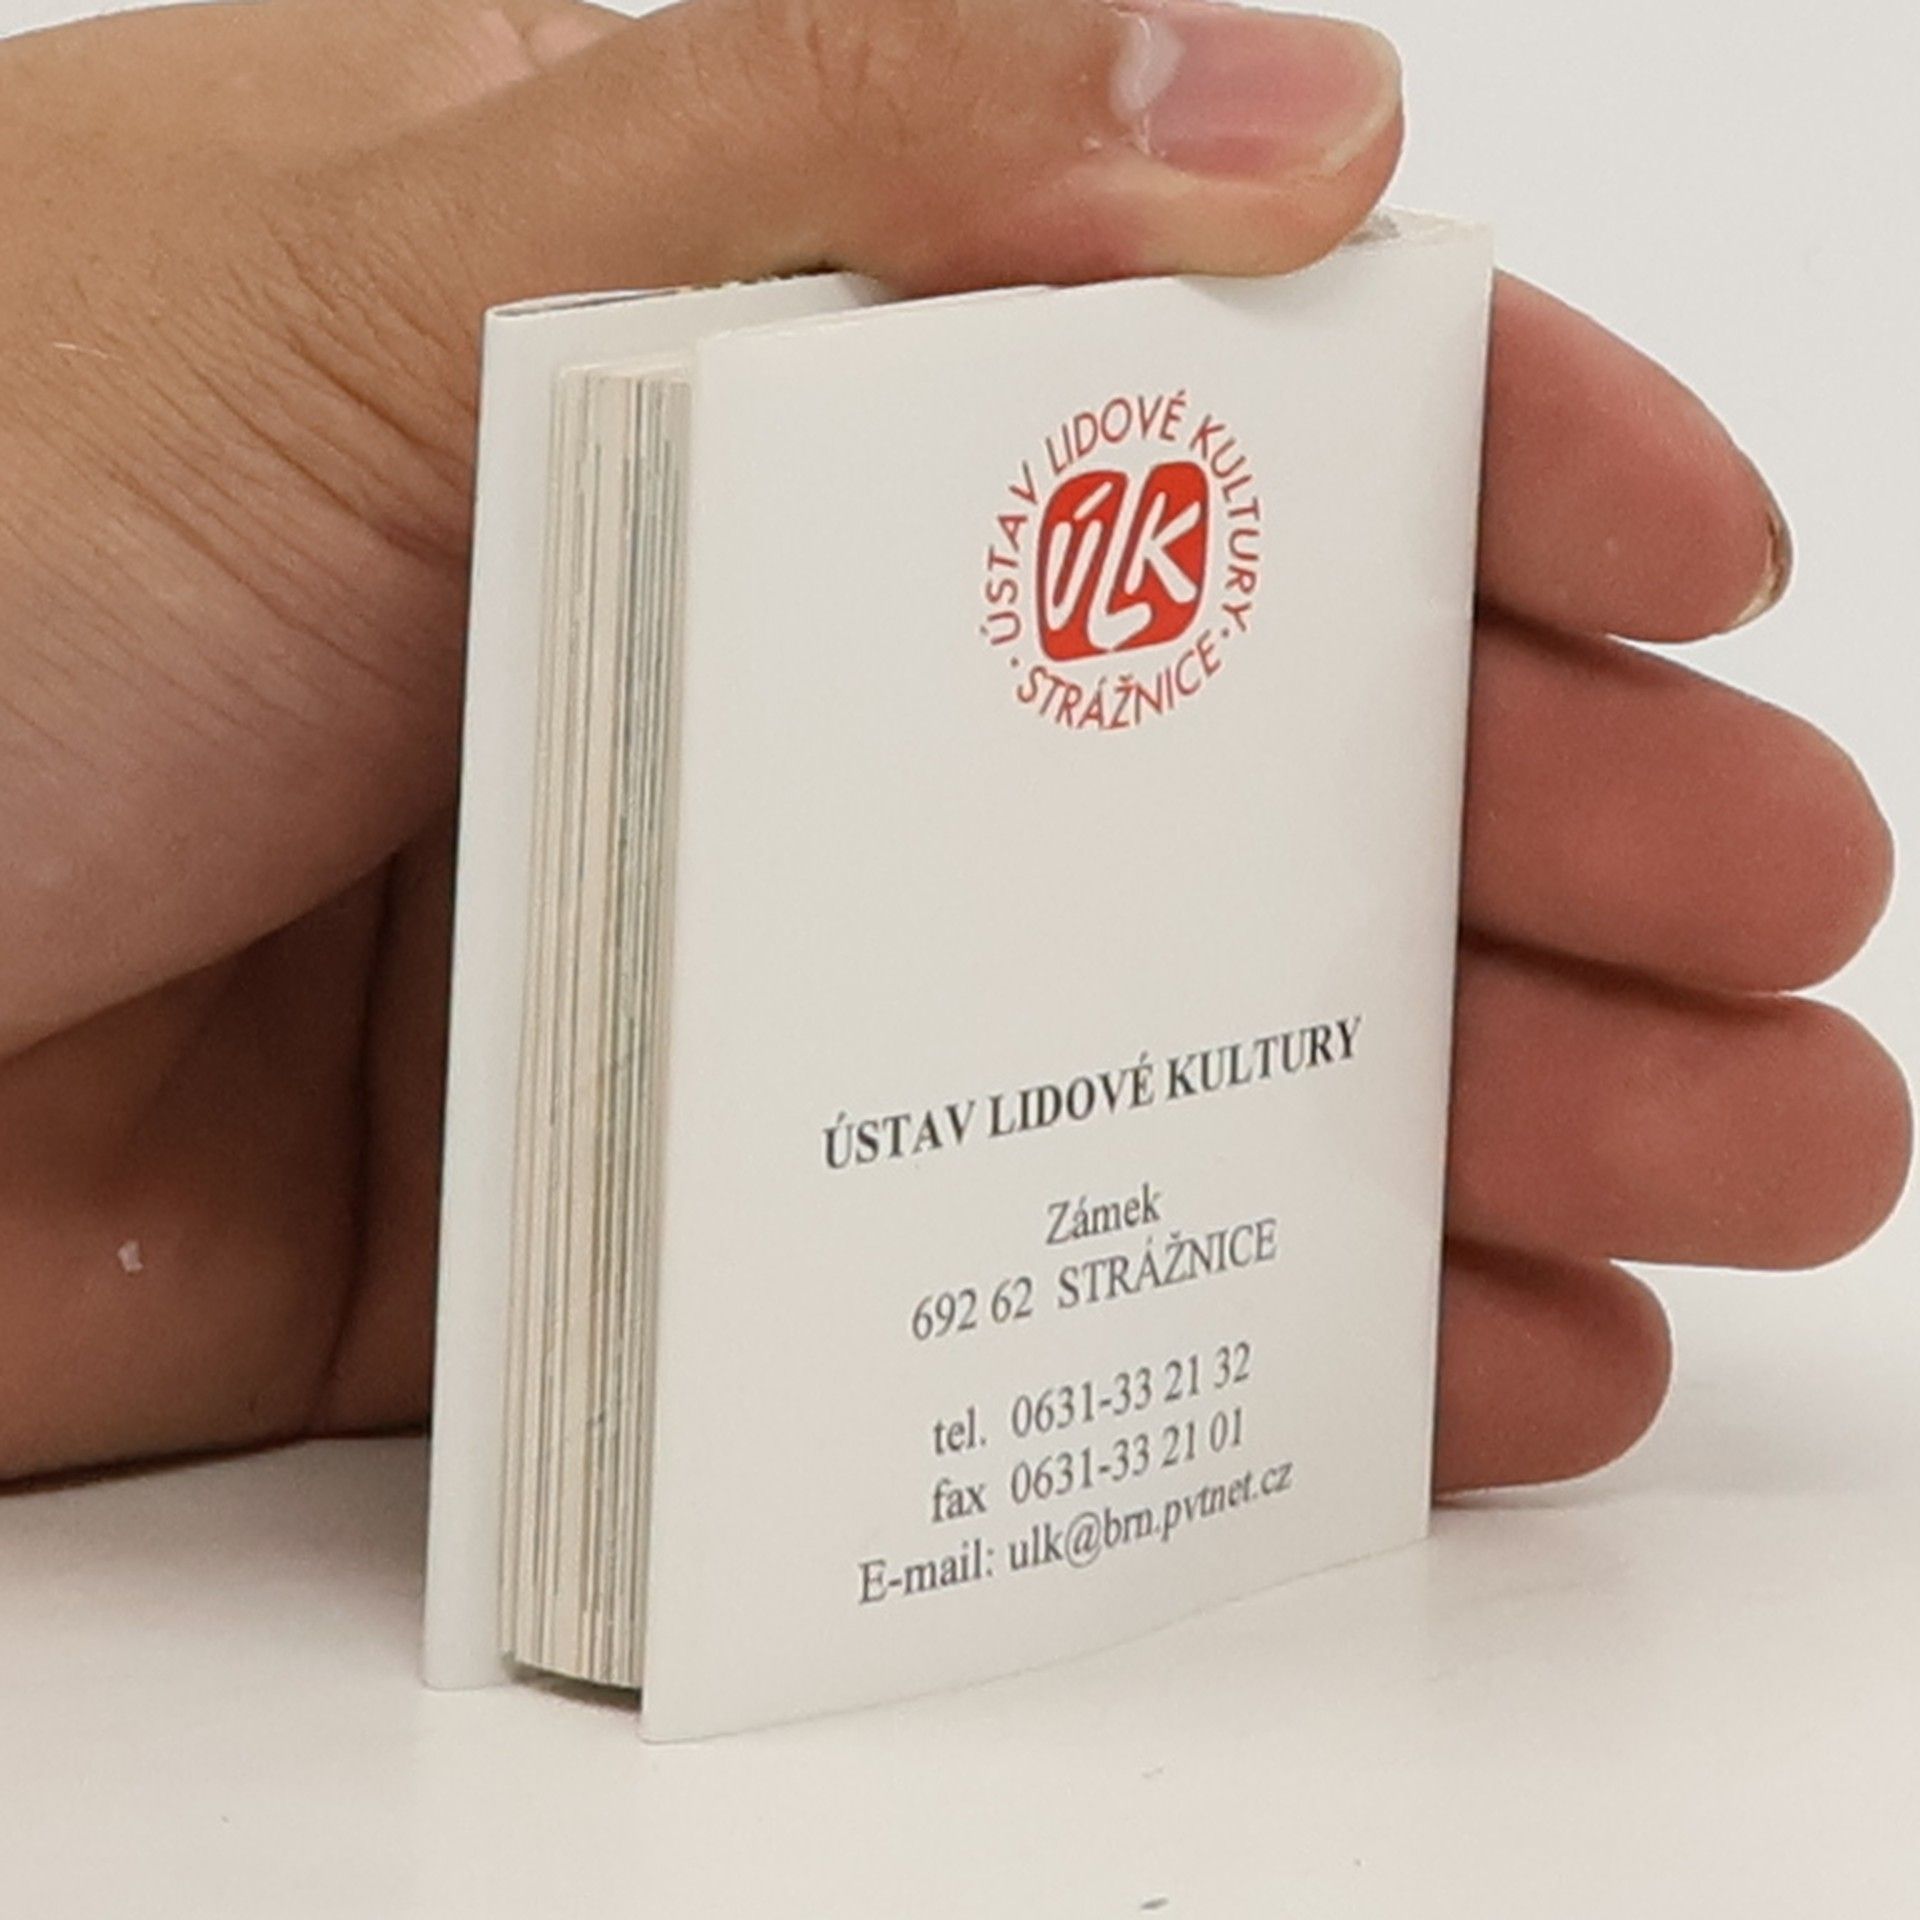 · ÚSTAV LIDOVÉ KULTURY ·
STRÁŽNICE
ÚLK
ÚSTAV LIDOVÉ KULTURY
Zámek
692 62 STRÁŽNICE
tel. 0631-33 21 32
fax 0631-33 21 01
E-mail: ulk@brn.pvtnet.cz